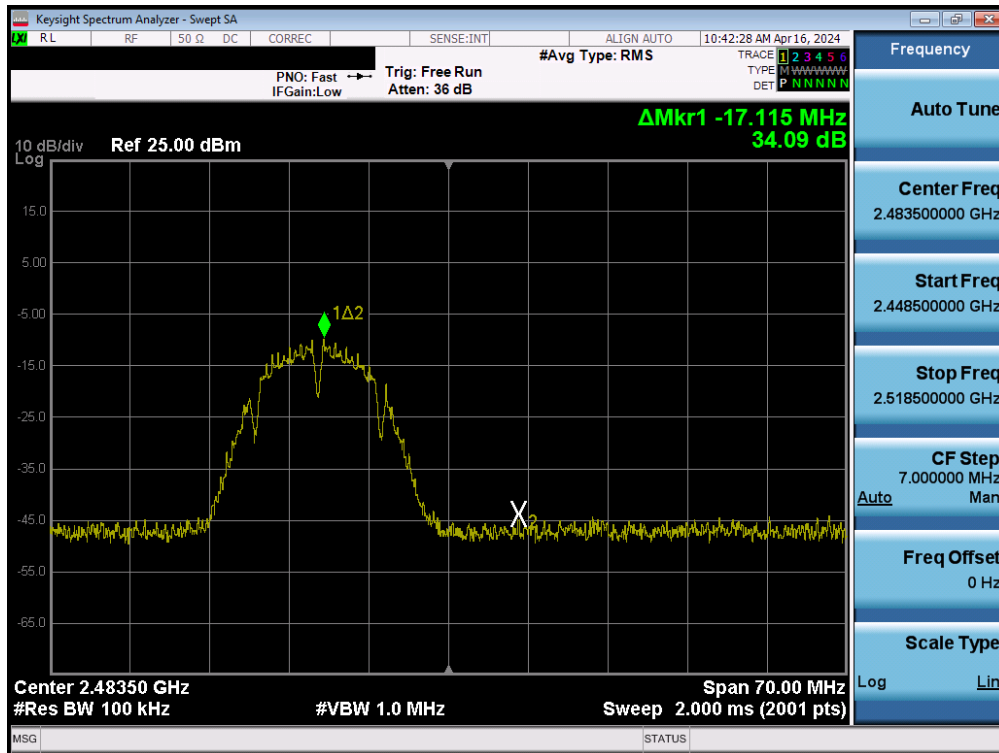 Keysight Spectrum Analyzer - Swept SA
LXI RL RF 50 Ω DC CORREC SENSE:INT ALIGN AUTO 10:42:28 AM Apr 16, 2024
PNO: Fast
IFGain:Low
Trig: Free Run
Atten: 36 dB
#Avg Type: RMS
TRACE 1 2 3 4 5 6
TYPE M WWWWW
DET P N N N N N
ΔMkr1 -17.115 MHz
34.09 dB
10 dB/div Ref 25.00 dBm
Log
15.0
5.00
-5.00
1Δ2
-15.0
-25.0
-35.0
-45.0
X2
-55.0
-65.0
Center 2.48350 GHz Span 70.00 MHz
#Res BW 100 kHz #VBW 1.0 MHz Sweep 2.000 ms (2001 pts)
MSG STATUS
Frequency
Auto Tune
Center Freq
2.483500000 GHz
Start Freq
2.448500000 GHz
Stop Freq
2.518500000 GHz
CF Step
7.000000 MHz
Auto Man
Freq Offset
0 Hz
Scale Type
Log Lin